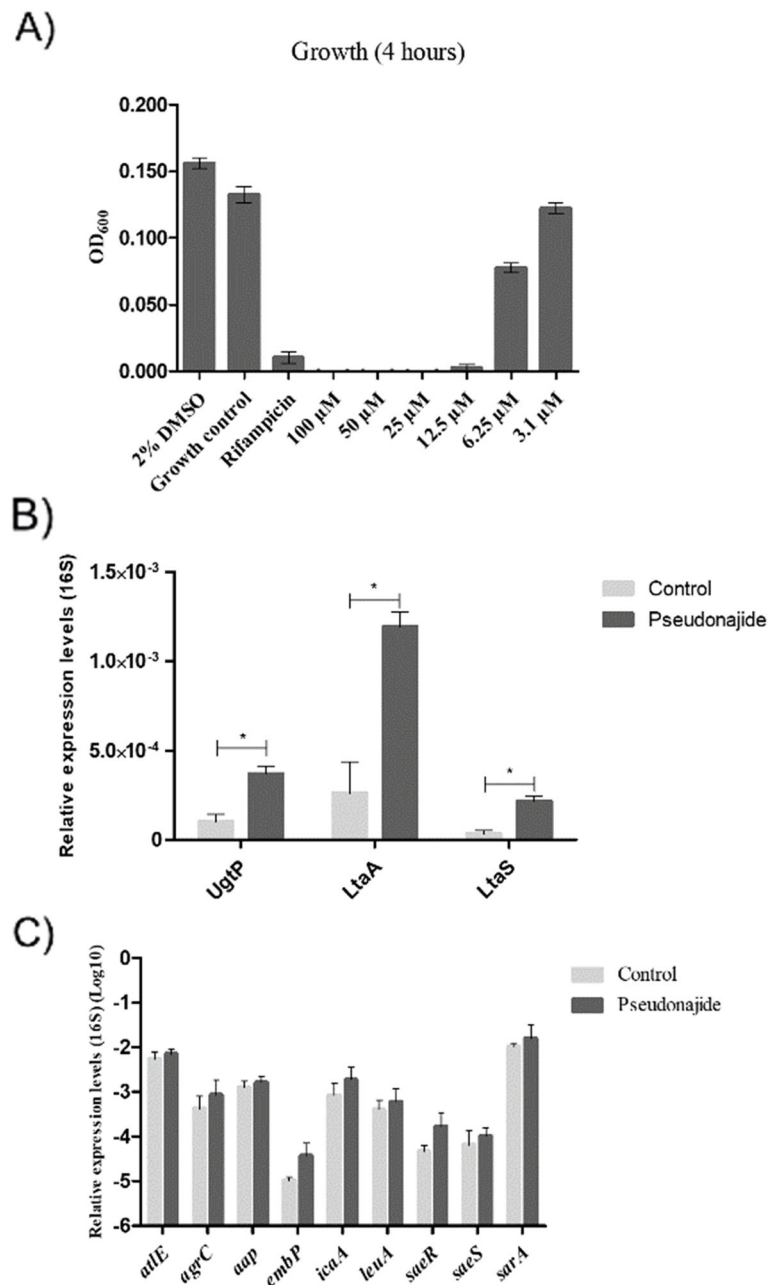 A)
Growth (4 hours)
OD600
0.200
0.150
0.100
0.050
0.000
2% DMSO
Growth control
Rifampicin
100 µM
50 µM
25 µM
12.5 µM
6.25 µM
3.1 µM
B)
Relative expression levels (16S)
1.5×10-3
1.0×10-3
5.0×10-4
0
*
*
*
UgtP
LtaA
LtaS
Control
Pseudonajide
C)
Relative expression levels (16S) (Log10)
-0
-1
-2
-3
-4
-5
-6
atlE
agrC
aap
embP
icaA
leuA
saeR
saeS
sarA
Control
Pseudonajide